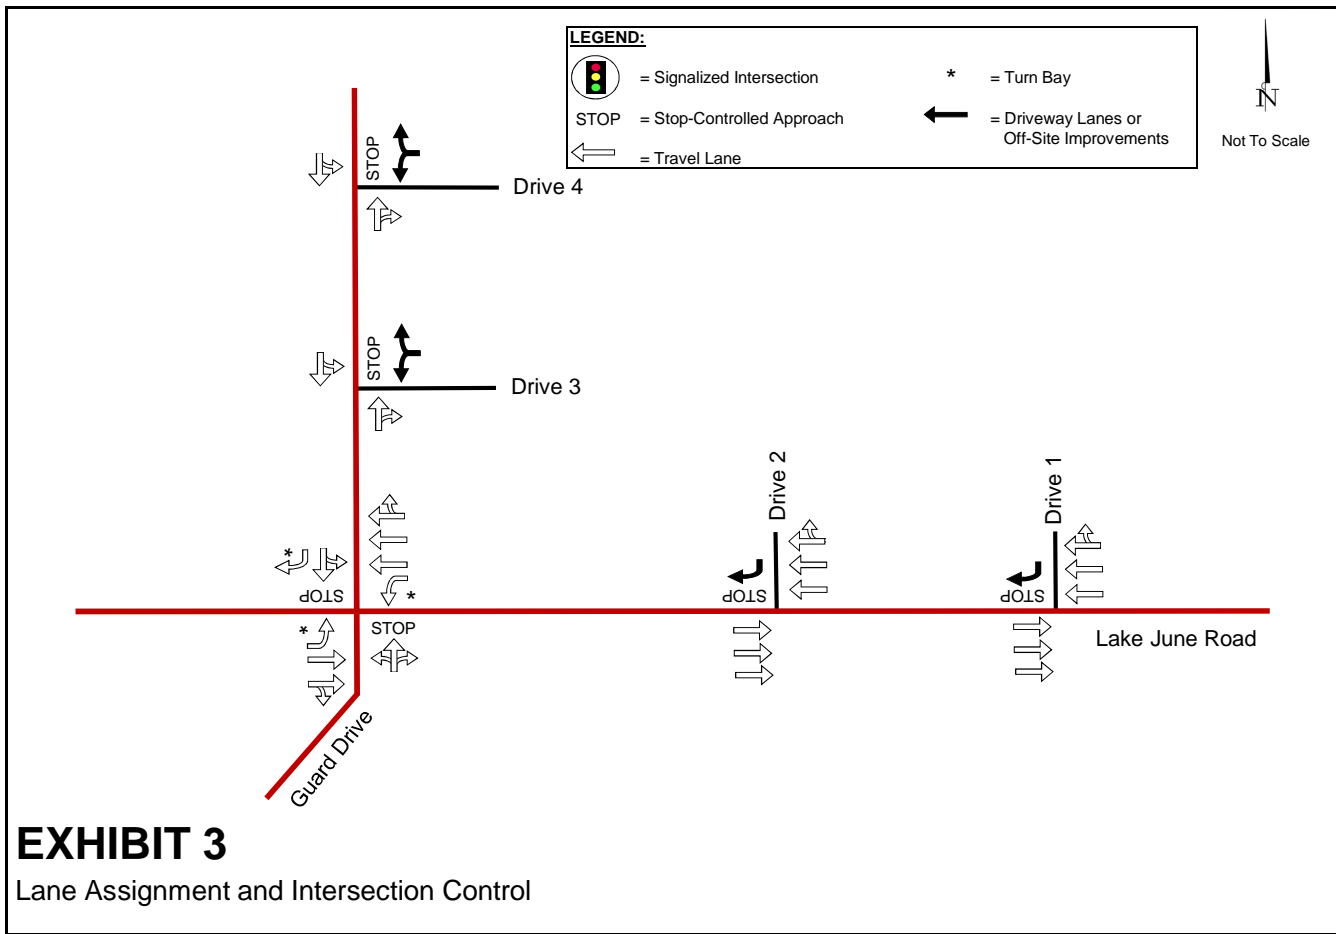 LEGEND:
= Signalized Intersection
* = Turn Bay
STOP = Stop-Controlled Approach
= Driveway Lanes or
Off-Site Improvements
= Travel Lane
N
Not To Scale
STOP
Drive 4
STOP
Drive 3
Drive 2
Drive 1
*
STOP
*
STOP
STOP
*
STOP
Lake June Road
Guard Drive
EXHIBIT 3
Lane Assignment and Intersection Control